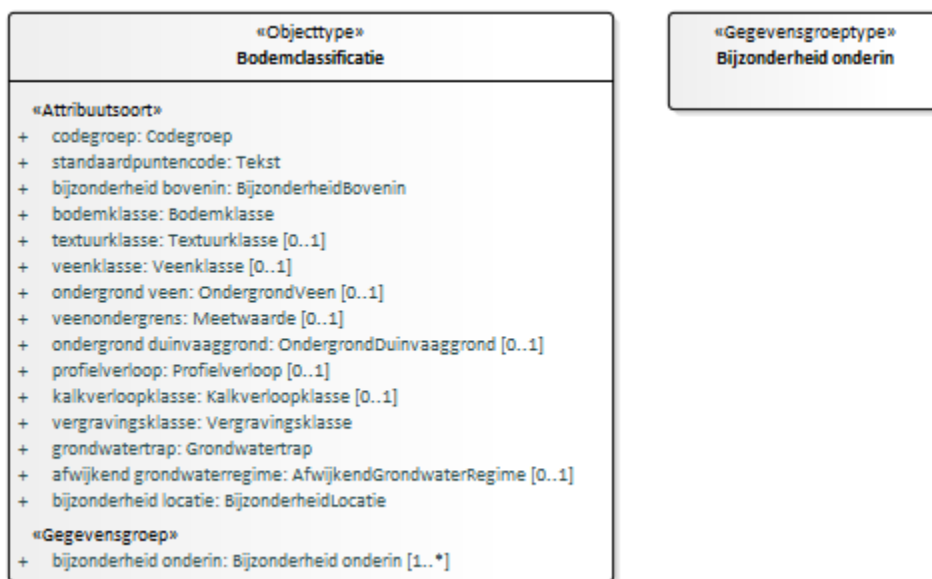 «Objecttype»
Bodemclassificatie
«Attribuutsoort»
+ codegroep: Codegroep
+ standaardpuntencode: Tekst
+ bijzonderheid bovenin: BijzonderheidBovenin
+ bodemklasse: Bodemklasse
+ textuurklasse: Textuurklasse [0..1]
+ veenklasse: Veenklasse [0..1]
+ ondergrond veen: OndergrondVeen [0..1]
+ veenondergrens: Meetwaarde [0..1]
+ ondergrond duinvaaggrond: OndergrondDuinvaaggrond [0..1]
+ profielverloop: Profielverloop [0..1]
+ kalkverloopklasse: Kalkverloopklasse [0..1]
+ vergravingsklasse: Vergravingsklasse
+ grondwatertrap: Grondwatertrap
+ afwijkend grondwaterregime: AfwijkendGrondwaterRegime [0..1]
+ bijzonderheid locatie: BijzonderheidLocatie
«Gegevensgroep»
+ bijzonderheid onderin: Bijzonderheid onderin [1..*]
«Gegevensgroeptype»
Bijzonderheid onderin